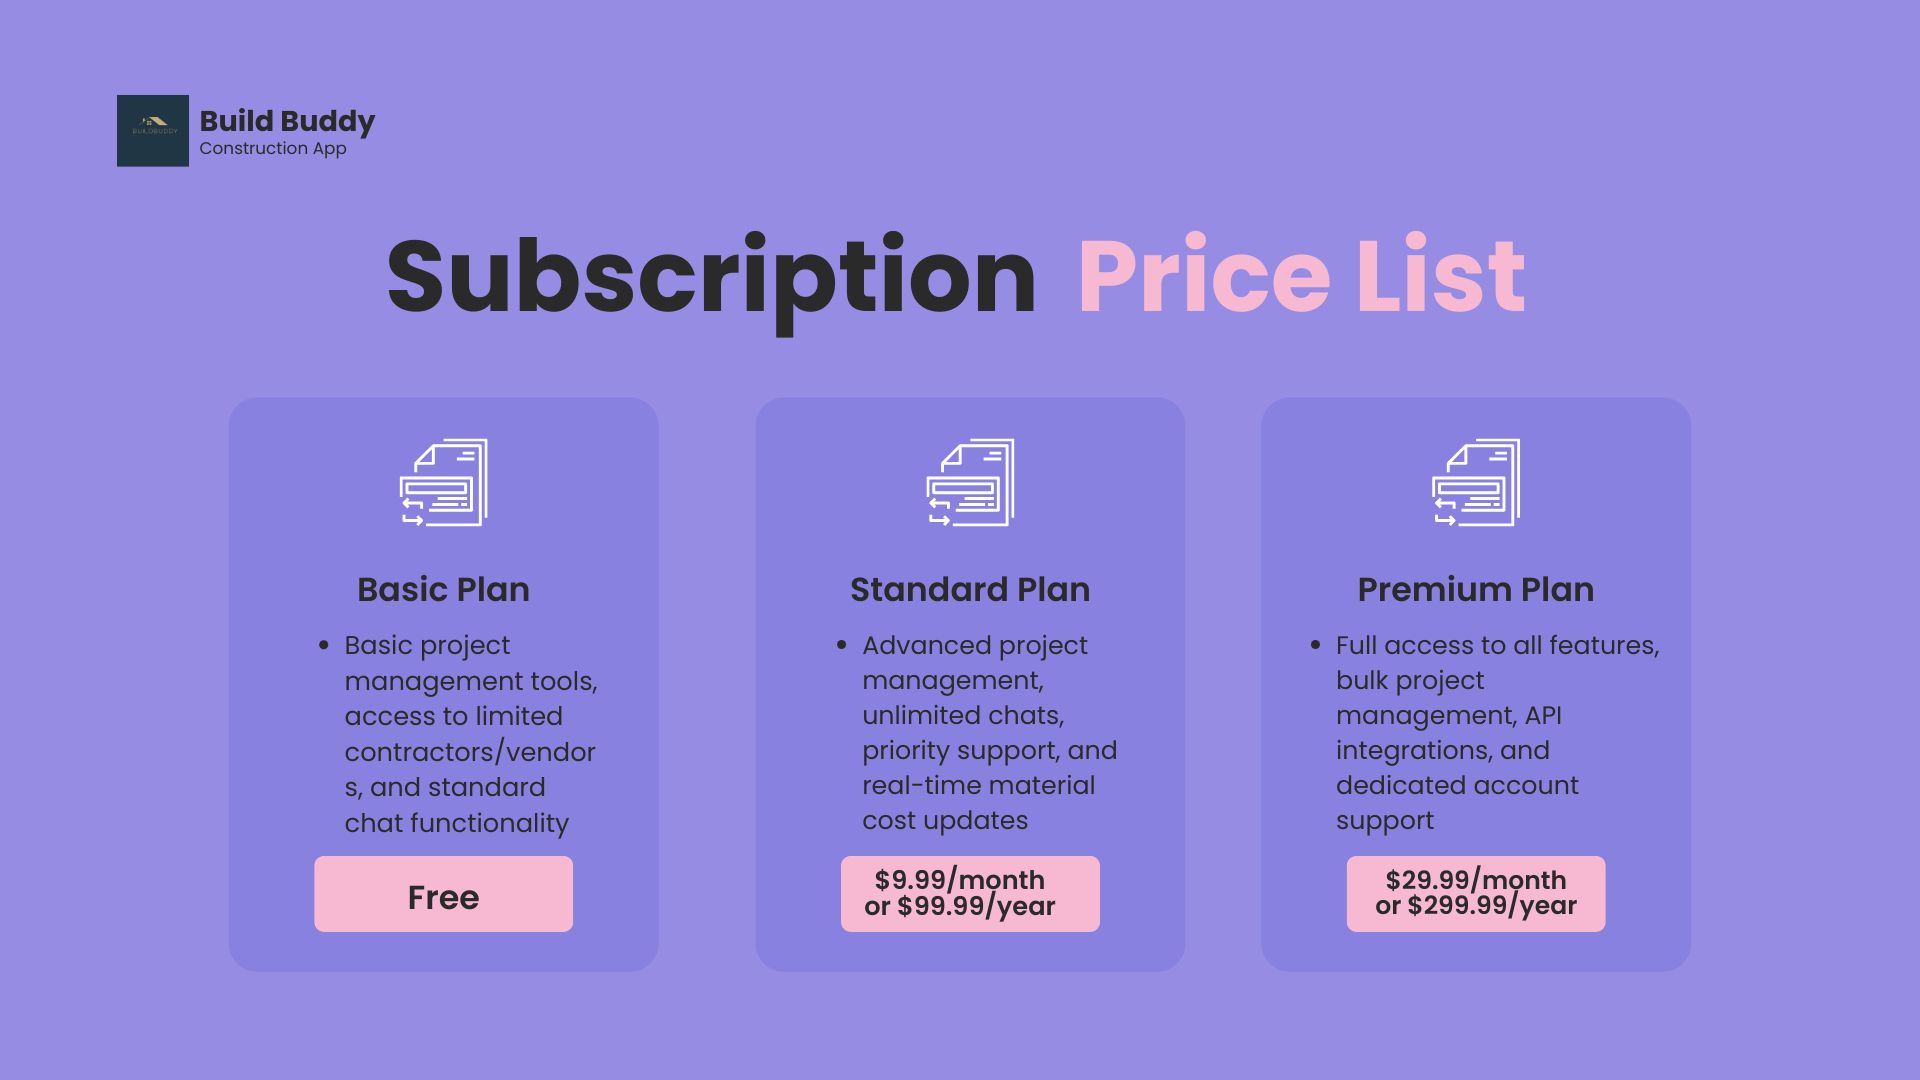 BUILDBUDDY
Build Buddy
Construction App
Subscription Price List
Basic Plan
• Basic project
management tools,
access to limited
contractors/vendor
s, and standard
chat functionality
Free
Standard Plan
• Advanced project
management,
unlimited chats,
priority support, and
real-time material
cost updates
$9.99/month
or $99.99/year
Premium Plan
• Full access to all features,
bulk project
management, API
integrations, and
dedicated account
support
$29.99/month
or $299.99/year